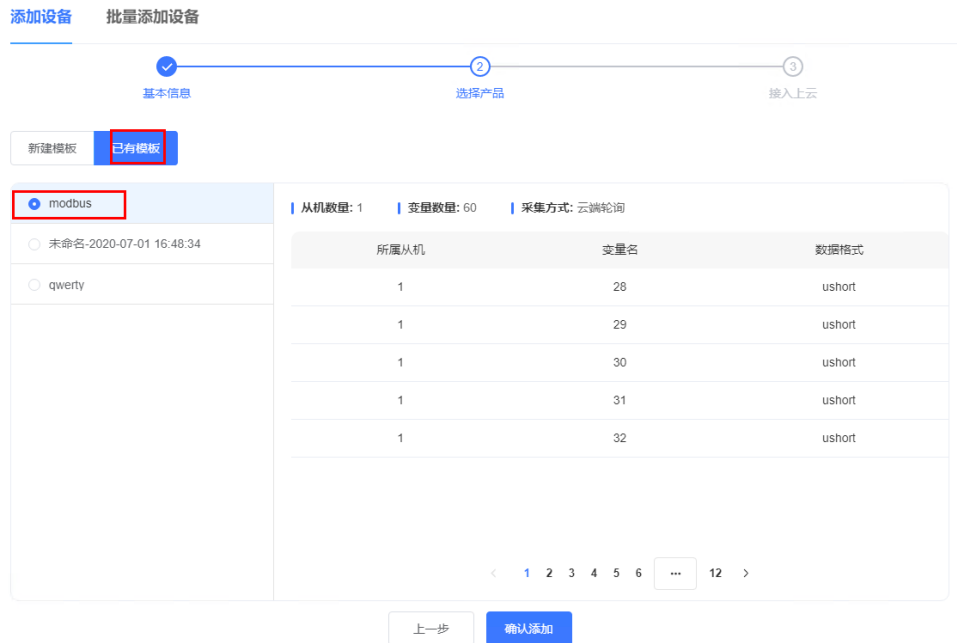 添加设备 批量添加设备
2 3
基本信息 选择产品 接入上云
新建模板 已有模板
modbus
未命名-2020-07-01 16:48:34
qwerty
从机数量: 1 变量数量: 60 采集方式: 云端轮询
所属从机 变量名 数据格式
1 28 ushort
1 29 ushort
1 30 ushort
1 31 ushort
1 32 ushort
< 1 2 3 4 5 6 ... 12 >
上一步 确认添加